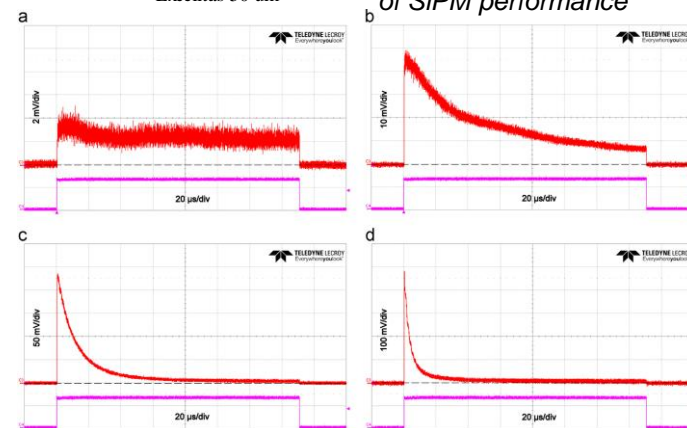 of SiPM performance
a
TELEDYNE LECROY
Everywhereyoulook
2 mV/div
20 µs/div
b
TELEDYNE LECROY
Everywhereyoulook
10 mV/div
20 µs/div
c
TELEDYNE LECROY
Everywhereyoulook
50 mV/div
20 µs/div
d
TELEDYNE LECROY
Everywhereyoulook
100 mV/div
20 µs/div